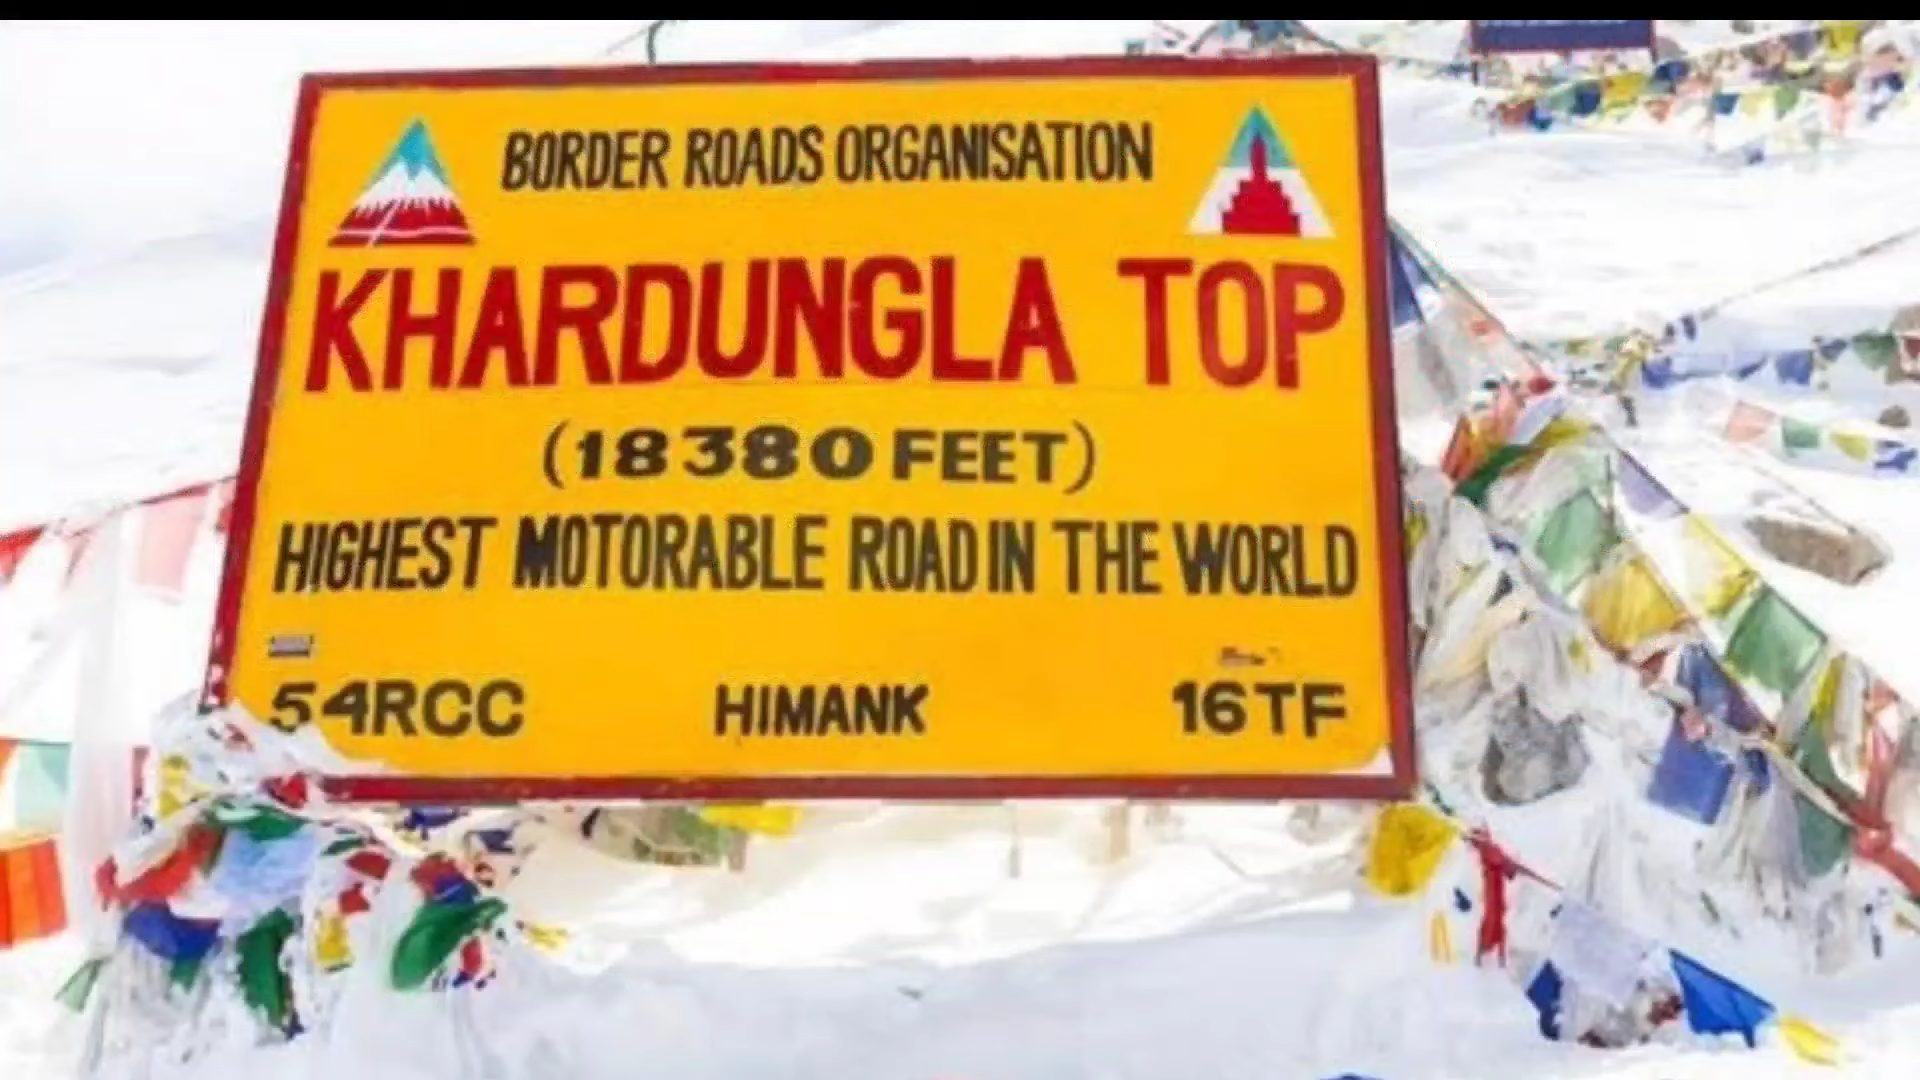 BORDER ROADS ORGANISATION
KHARDUNGLA TOP
(18380 FEET)
HIGHEST MOTORABLE ROAD IN THE WORLD
54RCC HIMANK 16TF